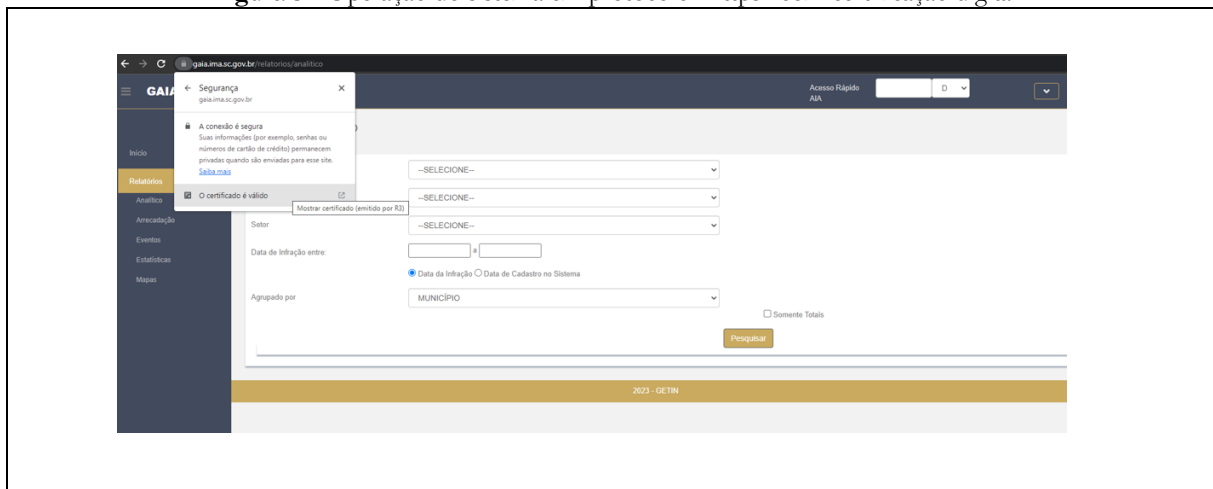 gaia.ima.sc.gov.br/relatorios/analitico
GAIA
Segurança
gaia.ima.sc.gov.br
A conexão é segura
Suas informações (por exemplo, senhas ou
números de cartão de crédito) permanecem
privadas quando são enviadas para esse site.
Saiba mais
O certificado é válido
Mostrar certificado (emitido por R3)
Acesso Rápido
AIA
D
Início
Relatórios
Analítico
Arrecadação
Eventos
Estatísticas
Mapas
--SELECIONE--
--SELECIONE--
Setor
--SELECIONE--
Data de Infração entre:
a
Data da Infração
Data de Cadastro no Sistema
Agrupado por
MUNICÍPIO
Somente Totais
Pesquisar
2023 - GETIN